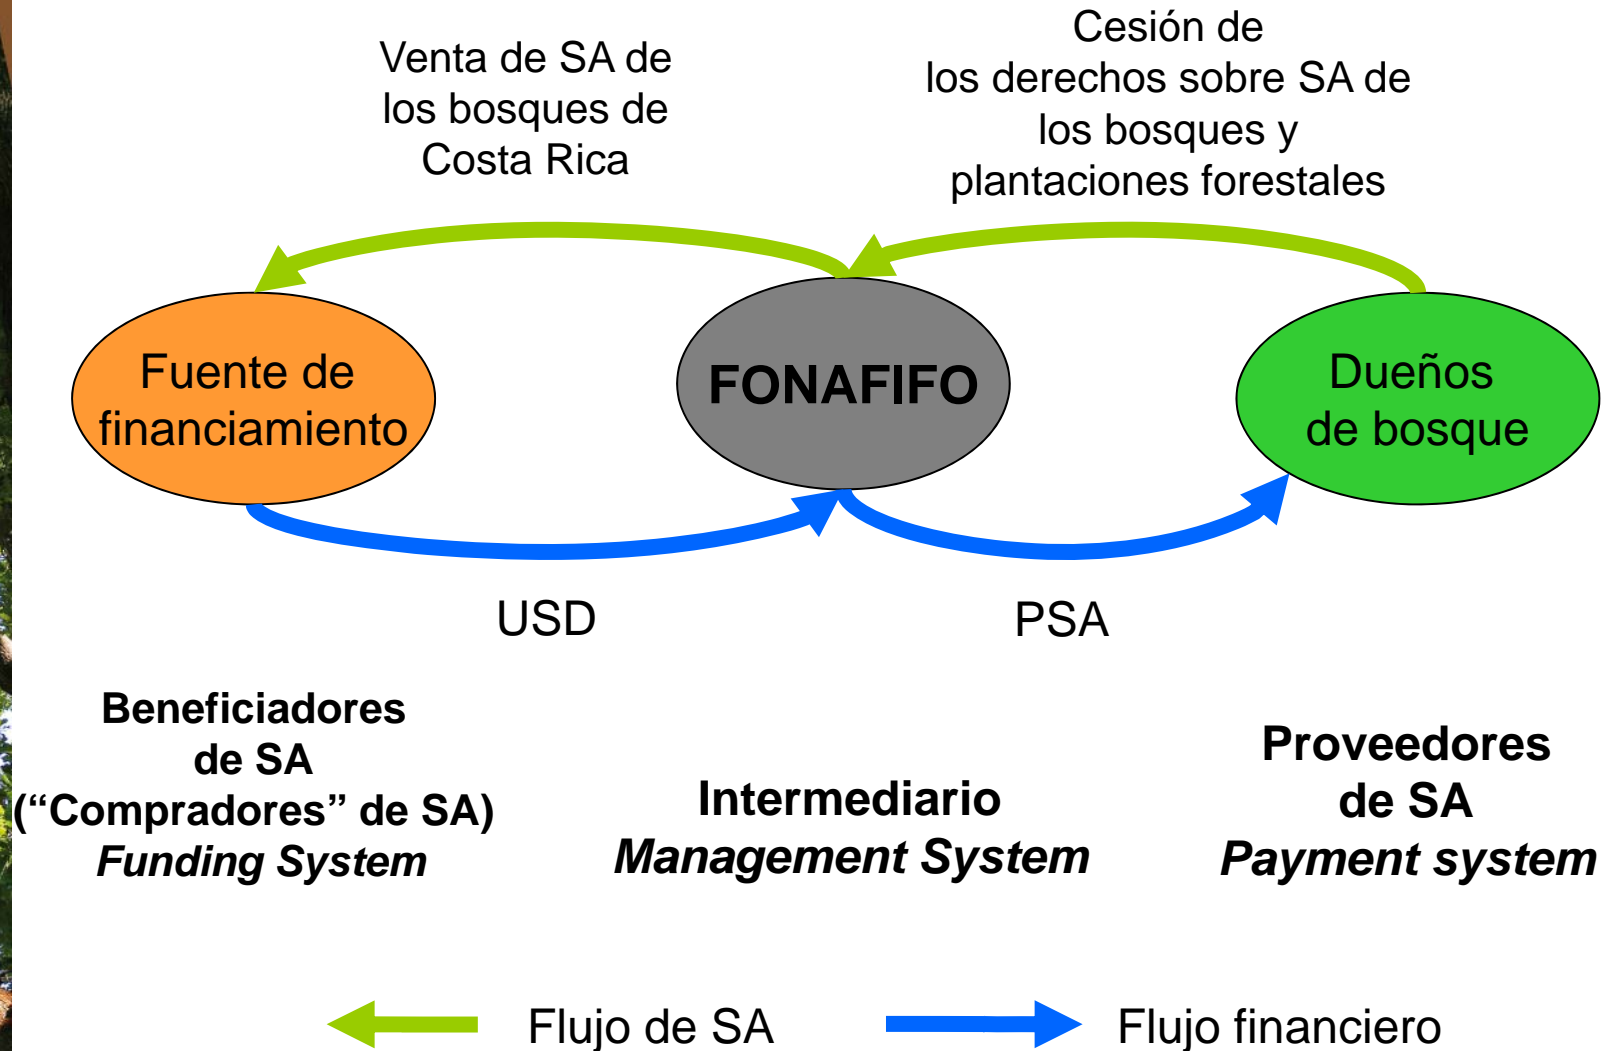 Venta de SA de
los bosques de
Costa Rica
Cesión de
los derechos sobre SA de
los bosques y
plantaciones forestales
Fuente de
financiamiento
FONAFIFO
Dueños
de bosque
USD
PSA
Beneficiadores
de SA
(“Compradores” de SA)
Funding System
Intermediario
Management System
Proveedores
de SA
Payment system
Flujo de SA
Flujo financiero